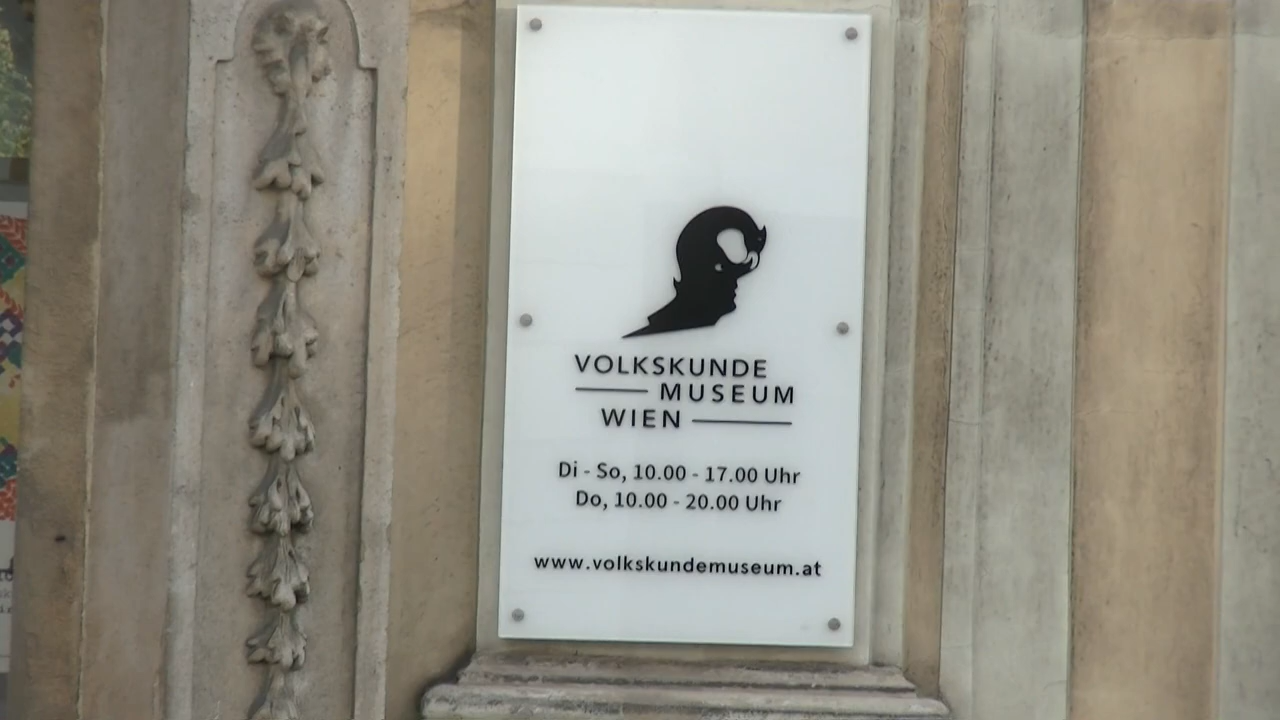 VOLKSKUNDE
MUSEUM
WIEN
Di - So, 10.00 - 17.00 Uhr
Do, 10.00 - 20.00 Uhr
www.volkskundemuseum.at